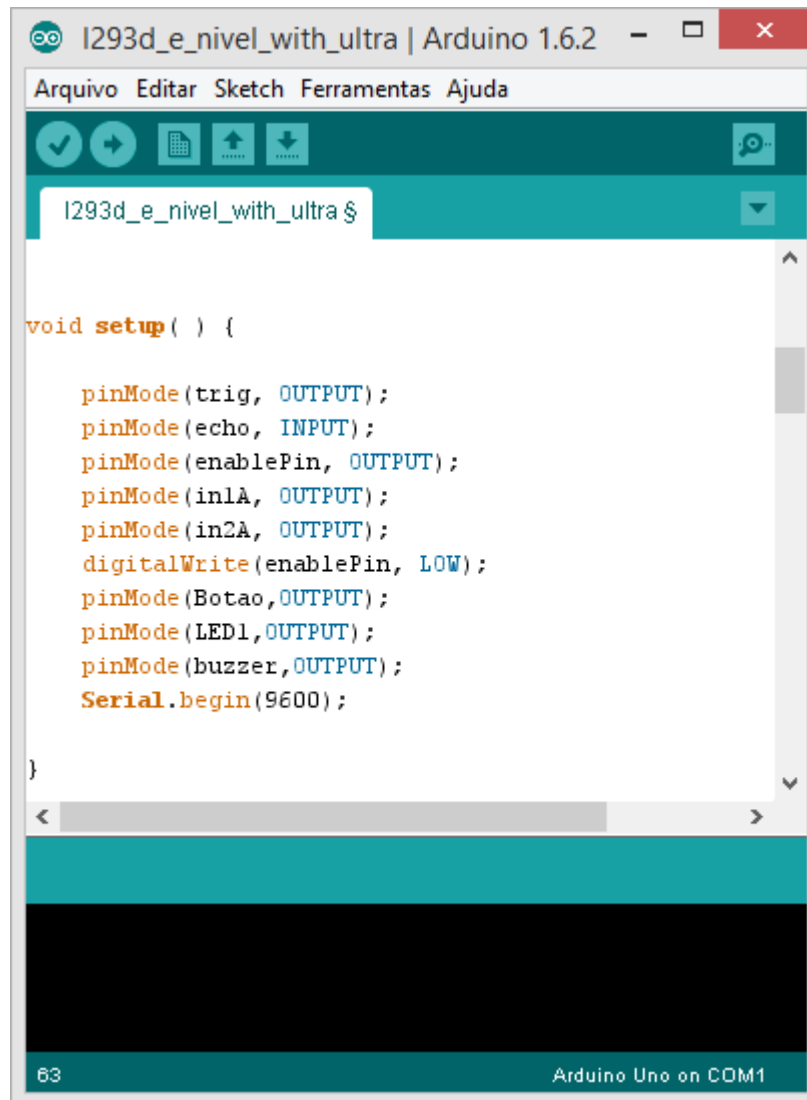 l293d_e_nivel_with_ultra | Arduino 1.6.2
Arquivo Editar Sketch Ferramentas Ajuda
l293d_e_nivel_with_ultra §
void setup( ) {
pinMode(trig, OUTPUT);
pinMode(echo, INPUT);
pinMode(enablePin, OUTPUT);
pinMode(in1A, OUTPUT);
pinMode(in2A, OUTPUT);
digitalWrite(enablePin, LOW);
pinMode(Botao,OUTPUT);
pinMode(LED1,OUTPUT);
pinMode(buzzer,OUTPUT);
Serial.begin(9600);
}
63 Arduino Uno on COM1